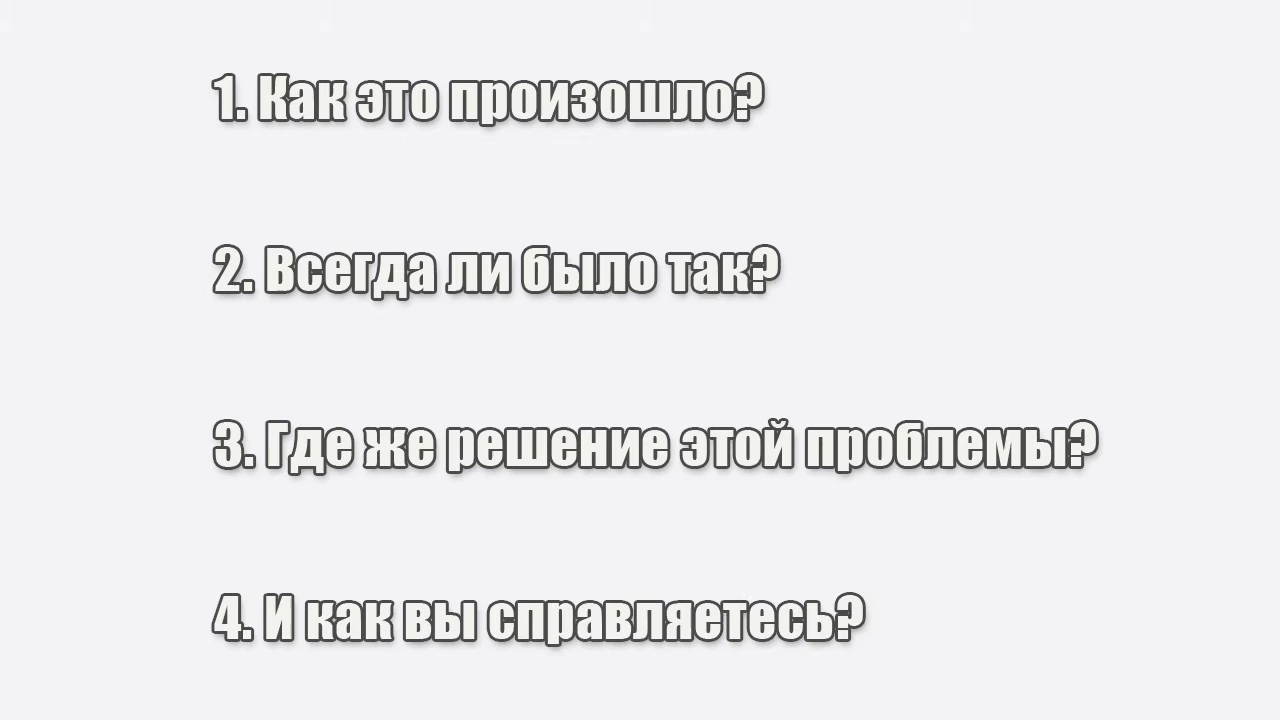 1. Как это произошло?
2. Всегда ли было так?
3. Где же решение этой проблемы?
4. И как вы справляетесь?